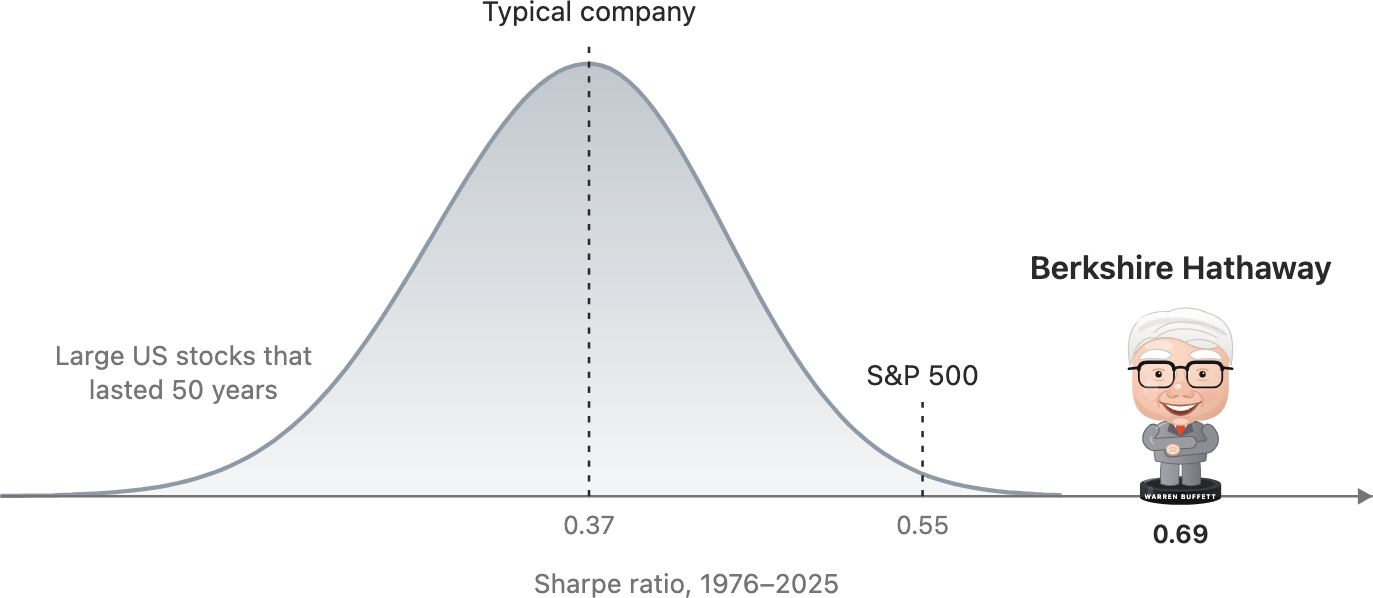 Typical company
Berkshire Hathaway
Large US stocks that
lasted 50 years
S&P 500
WARREN BUFFETT
0.37
0.55
0.69
Sharpe ratio, 1976–2025